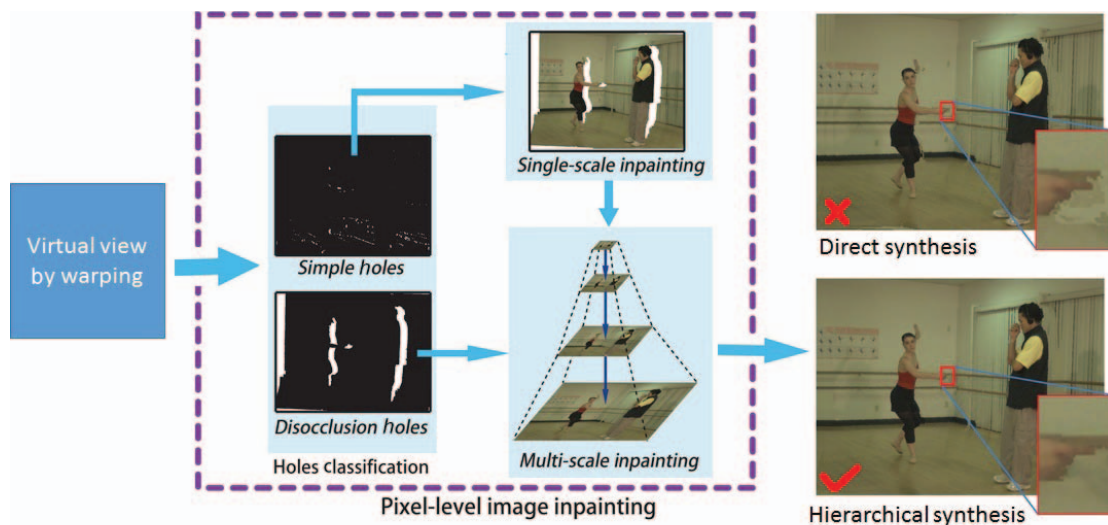 Virtual view
by warping
Simple holes
Disocclusion holes
Holes classification
Single-scale inpainting
Multi-scale inpainting
Pixel-level image inpainting
Direct synthesis
Hierarchical synthesis